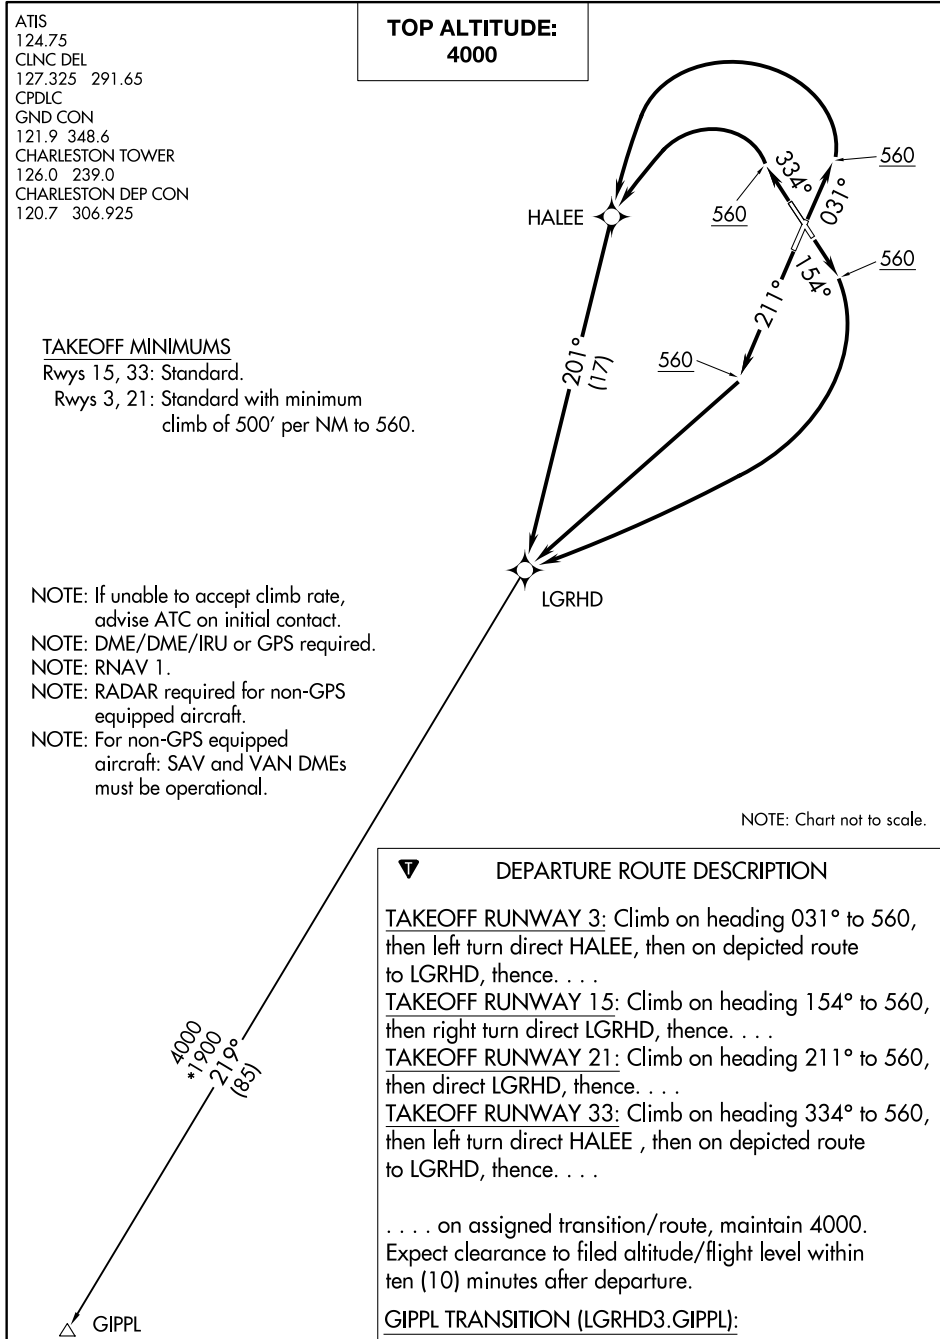 ATIS
124.75
CLNC DEL
127.325 291.65
CPDLC
GND CON
121.9 348.6
CHARLESTON TOWER
126.0 239.0
CHARLESTON DEP CON
120.7 306.925
TOP ALTITUDE:
4000
560
334°
031°
560
HALEE
560
154°
211°
201°
(17)
560
TAKEOFF MINIMUMS
Rwys 15, 33: Standard.
Rwys 3, 21: Standard with minimum
climb of 500' per NM to 560.
LGRHD
NOTE: If unable to accept climb rate,
advise ATC on initial contact.
NOTE: DME/DME/IRU or GPS required.
NOTE: RNAV 1.
NOTE: RADAR required for non-GPS
equipped aircraft.
NOTE: For non-GPS equipped
aircraft: SAV and VAN DMEs
must be operational.
NOTE: Chart not to scale.
4000
*1900
219°
(85)
GIPPL
T
DEPARTURE ROUTE DESCRIPTION
TAKEOFF RUNWAY 3: Climb on heading 031° to 560,
then left turn direct HALEE, then on depicted route
to LGRHD, thence. . . .
TAKEOFF RUNWAY 15: Climb on heading 154° to 560,
then right turn direct LGRHD, thence. . . .
TAKEOFF RUNWAY 21: Climb on heading 211° to 560,
then direct LGRHD, thence. . . .
TAKEOFF RUNWAY 33: Climb on heading 334° to 560,
then left turn direct HALEE , then on depicted route
to LGRHD, thence. . . .
. . . . on assigned transition/route, maintain 4000.
Expect clearance to filed altitude/flight level within
ten (10) minutes after departure.
GIPPL TRANSITION (LGRHD3.GIPPL):